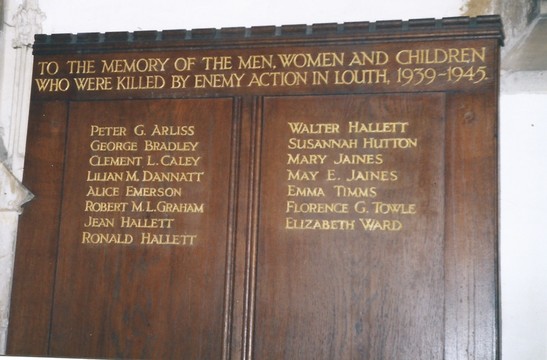 TO THE MEMORY OF THE MEN, WOMEN AND CHILDREN
WHO WERE KILLED BY ENEMY ACTION IN LOUTH, 1939-1945.
PETER G. ARLISS
GEORGE BRADLEY
CLEMENT L. CALEY
LILIAN M. DANNATT
ALICE EMERSON
ROBERT M.L. GRAHAM
JEAN HALLETT
RONALD HALLETT
WALTER HALLETT
SUSANNAH HUTTON
MARY JAINES
MAY E. JAINES
EMMA TIMMS
FLORENCE G. TOWLE
ELIZABETH WARD